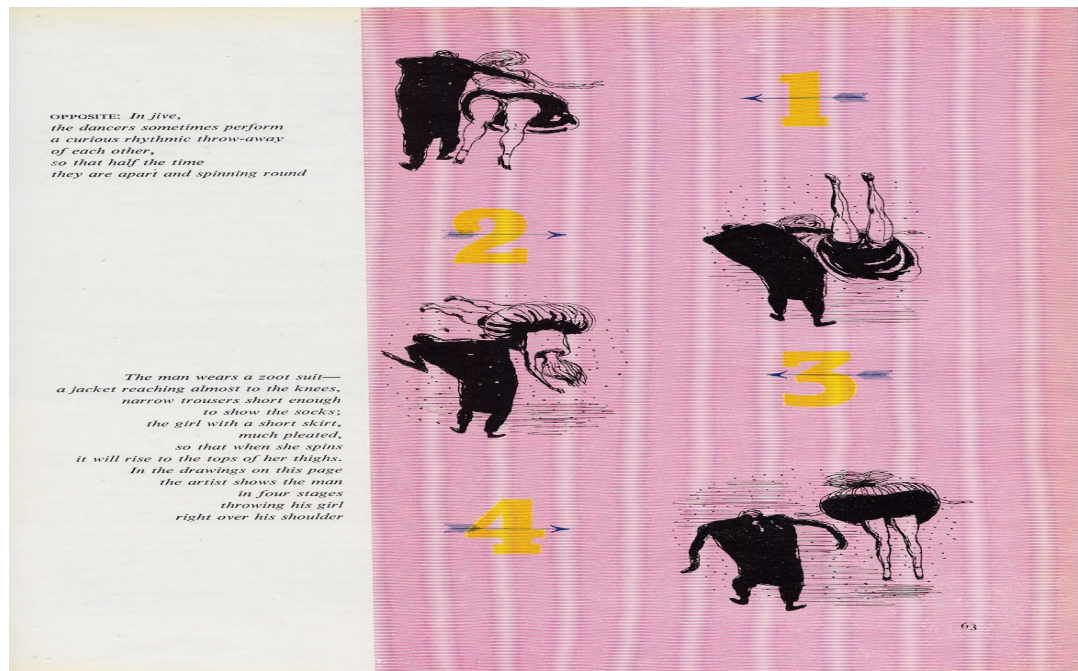 OPPOSITE: In jive,
the dancers sometimes perform
a curious rhythmic throw-away
of each other,
so that half the time
they are apart and spinning round
The man wears a zoot suit—
a jacket reaching almost to the knees,
narrow trousers short enough
to show the socks;
the girl with a short skirt,
much pleated,
so that when she spins
it will rise to the tops of her thighs.
In the drawings on this page
the artist shows the man
in four stages
throwing his girl
right over his shoulder
1
2
3
4
63